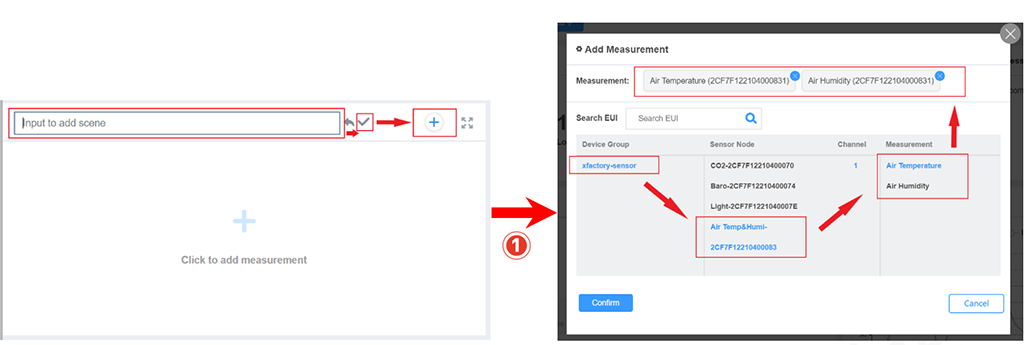 Input to add scene
Click to add measurement
1
Add Measurement
Measurement:
Air Temperature (2CF7F122104000831)
Air Humidity (2CF7F122104000831)
Search EUI
Search EUI
Device Group
Sensor Node
Channel
Measurement
xfactory-sensor
CO2-2CF7F12210400070
1
Air Temperature
Baro-2CF7F12210400074
Air Humidity
Light-2CF7F1221040007E
Air Temp&Humi-
2CF7F12210400083
Confirm
Cancel